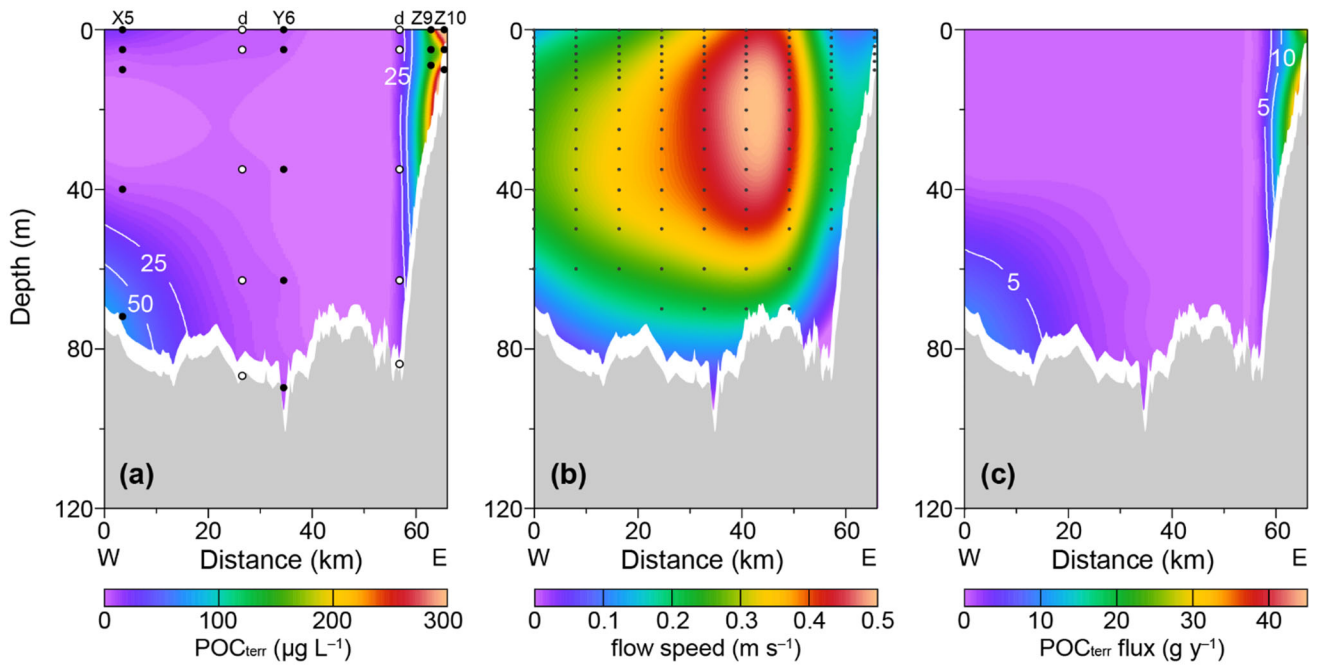 X5 d Y6 d Z9 Z10
0 0 0
25 10
5
Depth (m)
40 40 40
25 5
50
80 80 80
(a) (b) (c)
120 120 120
0 20 40 60 0 20 40 60 0 20 40 60
W Distance (km) E W Distance (km) E W Distance (km) E
0 100 200 300 0 0.1 0.2 0.3 0.4 0.5 0 10 20 30 40
POCterr (µg L−1) flow speed (m s−1) POCterr flux (g y−1)